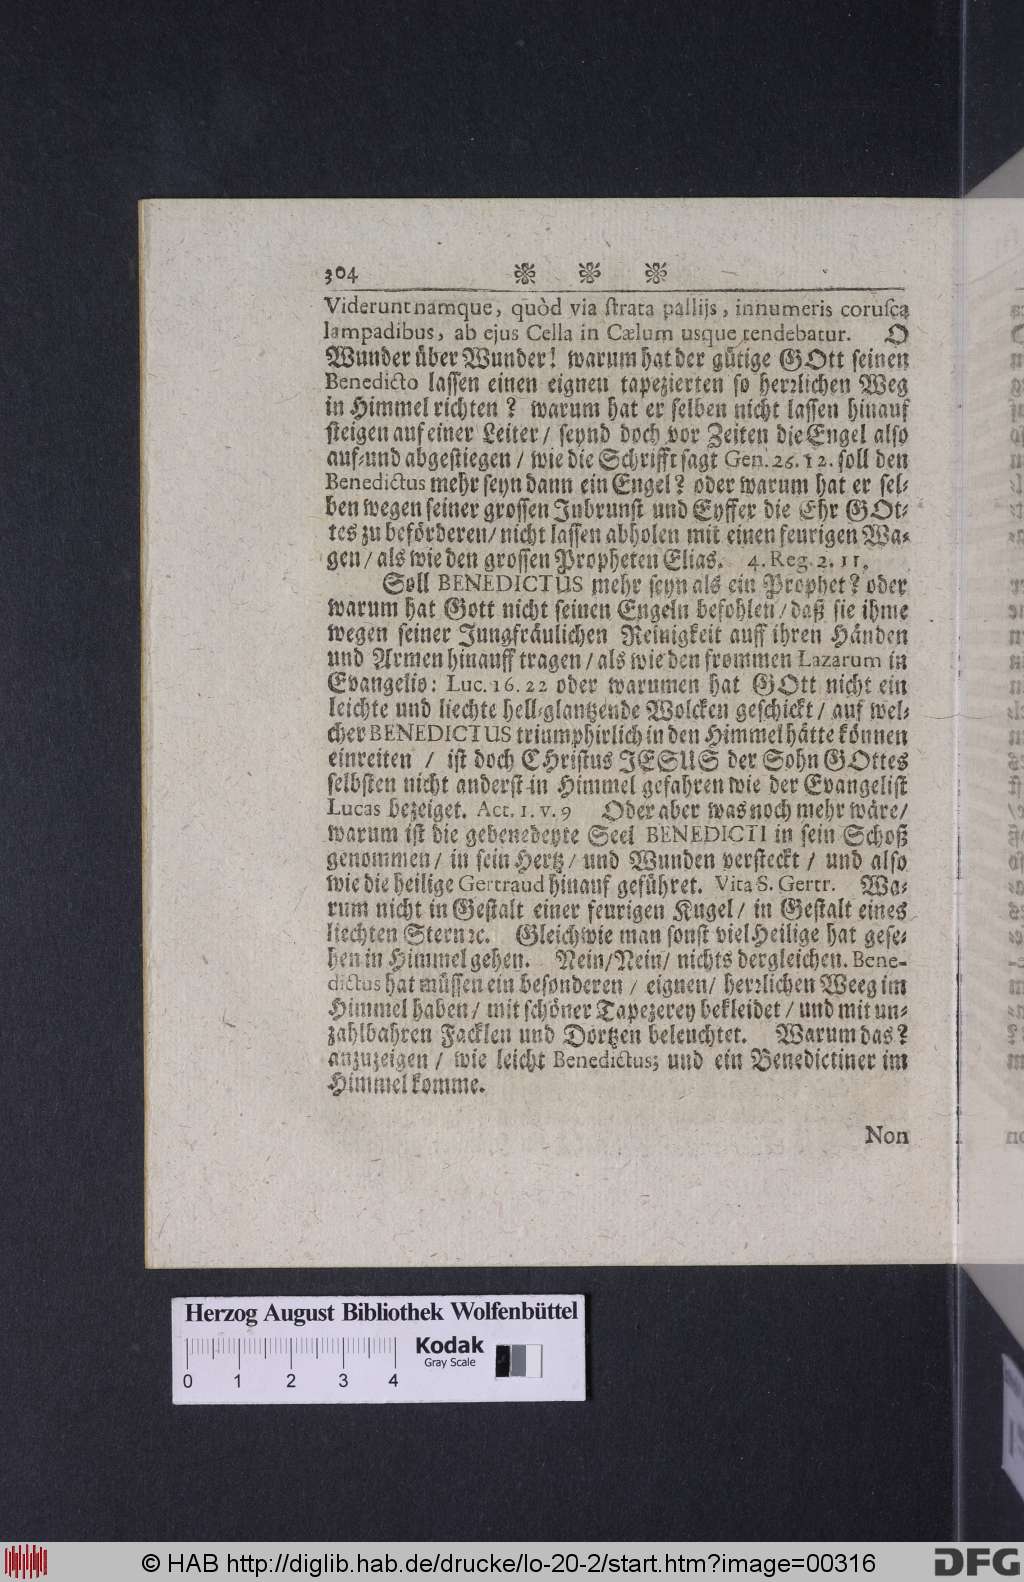 304
Viderunt namque, quòd via ſtrata pallijs, innumeris coruſca
lampadibus, ab ejus Cella in Cælum usque tendebatur. O
Wunder über Wunder! warum hat der gütige GOtt ſeinen
Benedicto laſſen einen eignen tapezierten ſo herꝛlichen Weg
in Himmel richten? warum hat er ſelben nicht laſſen hinauf
ſteigen auf einer Leiter / ſeynd doch vor Zeiten die Engel alſo
auf- und abgeſtiegen / wie die Schrifft ſagt Gen. 26. 12. ſoll den
Benedictus mehr ſeyn dann ein Engel? oder warum hat er ſel-
ben wegen ſeiner groſſen Inbrunſt und Eyffer die Ehr GOt-
tes zu beförderen/ nicht laſſen abholen mit einen feurigen Wa-
gen / als wie den groſſen Propheten Elias. 4. Reg. 2. 11.
Soll BENEDICTUS mehr ſeyn als ein Prophet? oder
warum hat Gott nicht ſeinen Engeln befohlen / daß ſie ihme
wegen ſeiner Jungfräulichen Reinigkeit auff ihren Händen
und Armen hinauff tragen / als wie den frommen Lazarum in
Evangelio: Luc. 16. 22 oder warumen hat GOtt nicht ein
leichte und liechte hell-glantzende Wolcken geſchickt / auf wel-
cher BENEDICTUS triumphirlich in den Himmel hätte können
einreiten / iſt doch CHriſtus JESUS der Sohn GOttes
ſelbſten nicht anderſt in Himmel gefahren wie der Evangeliſt
Lucas bezeiget. Act. 1. v. 9 Oder aber was noch mehr wäre/
warum iſt die gebenedeyte Seel BENEDICTI in ſein Schoß
genommen / in ſein Hertz / und Wunden verſteckt / und alſo
wie die heilige Gertraud hinauf geführet. Vita S. Gertr. Wa-
rum nicht in Geſtalt einer feurigen Kugel / in Geſtalt eines
liechten Stern ꝛc. Gleichwie man ſonſt viel Heilige hat geſe-
hen in Himmel gehen. Nein/ Nein/ nichts dergleichen. Bene-
dictus hat müſſen ein beſonderen / eignen/ herꝛlichen Weeg im
Himmel haben / mit ſchöner Tapezerey bekleidet / und mit un-
zahlbahren Facklen und Dortzen beleuchtet. Warum das?
anzuzeigen / wie leicht Benedictus; und ein Benedictiner im
Himmel komme.
Non
Herzog August Bibliothek Wolfenbüttel
Kodak
Gray Scale
0 1 2 3 4
© HAB http://diglib.hab.de/drucke/lo-20-2/start.htm?image=00316
DFG